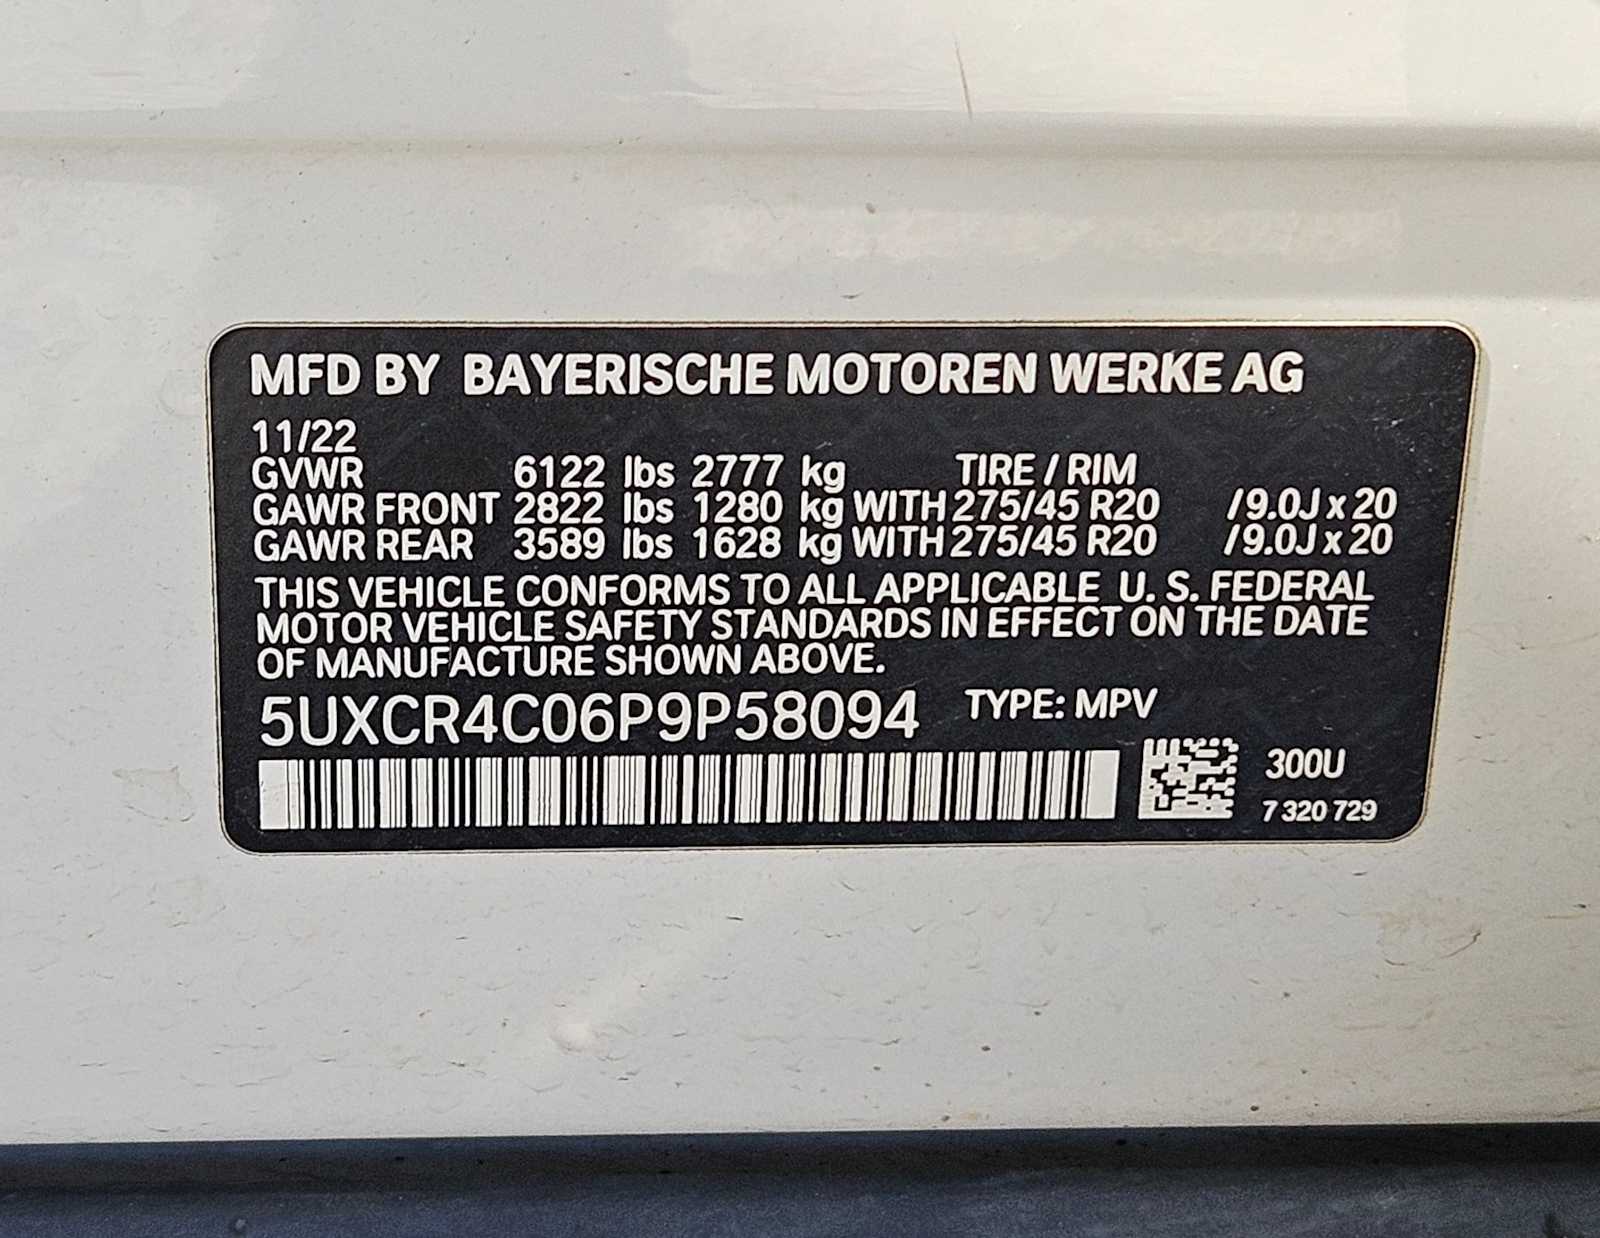 MFD BY BAYERISCHE MOTOREN WERKE AG
11/22
GVWR 6122 lbs 2777 kg TIRE / RIM
GAWR FRONT 2822 lbs 1280 kg WITH 275/45 R20 /9.0J x 20
GAWR REAR 3589 lbs 1628 kg WITH 275/45 R20 /9.0J x 20
THIS VEHICLE CONFORMS TO ALL APPLICABLE U. S. FEDERAL
MOTOR VEHICLE SAFETY STANDARDS IN EFFECT ON THE DATE
OF MANUFACTURE SHOWN ABOVE.
5UXCR4C06P9P58094 TYPE: MPV
300U
7 320 729